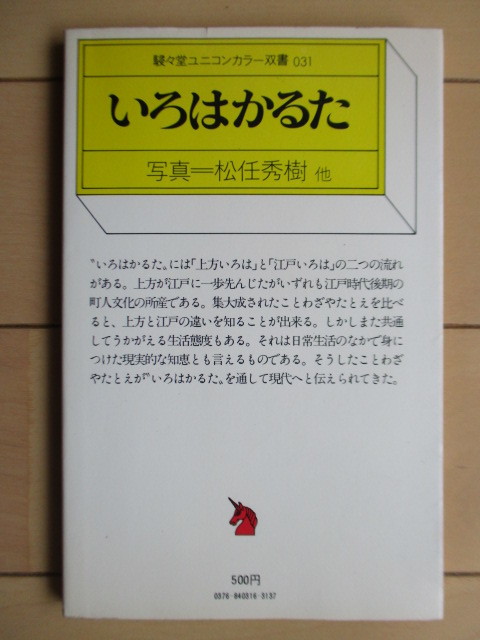 駸々堂ユニコンカラー双書 031
いろはかるた
写真＝松任秀樹 他
〝いろはかるた〟には「上方いろは」と「江戸いろは」の二つの流れ
がある。上方が江戸に一歩先んじたがいずれも江戸時代後期の
町人文化の所産である。集大成されたことわざやたとえを比べ
ると、上方と江戸の違いを知ることが出来る。しかしまた共通
してうかがえる生活態度もある。それは日常生活のなかで身に
つけた現実的な知恵とも言えるものである。そうしたことわざ
やたとえが〝いろはかるた〟を通して現代へと伝えられてきた。
500円
0376-840316-3137